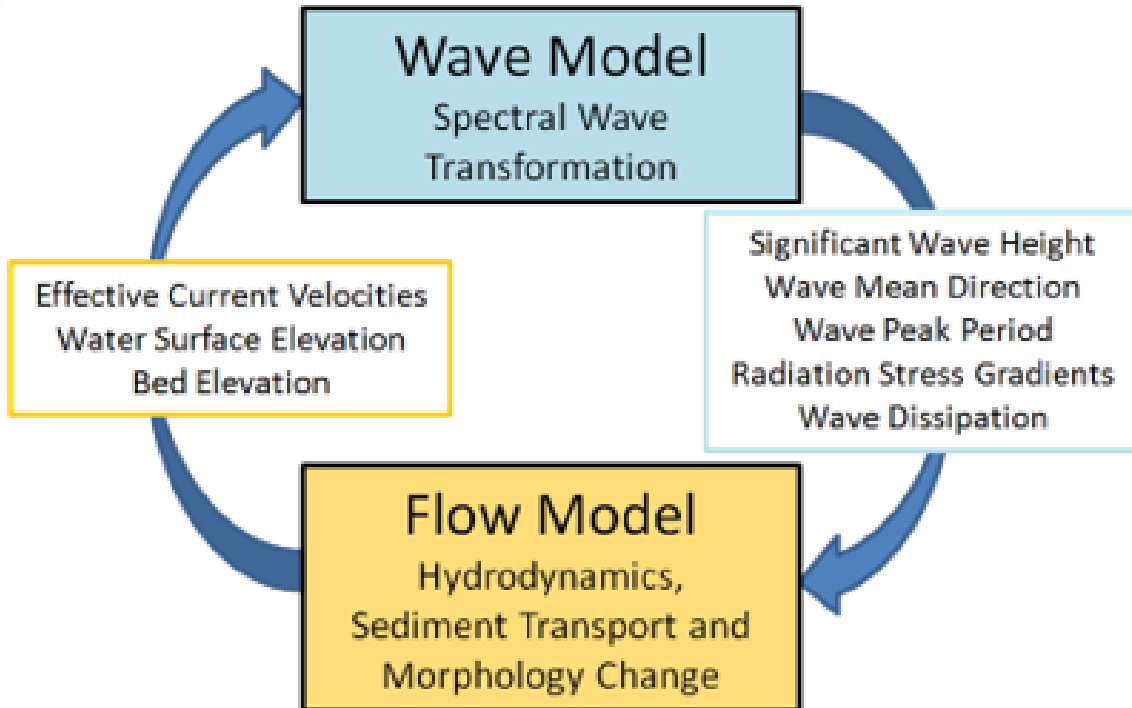 Wave Model
Spectral Wave
Transformation
Significant Wave Height
Wave Mean Direction
Wave Peak Period
Radiation Stress Gradients
Wave Dissipation
Effective Current Velocities
Water Surface Elevation
Bed Elevation
Flow Model
Hydrodynamics,
Sediment Transport and
Morphology Change